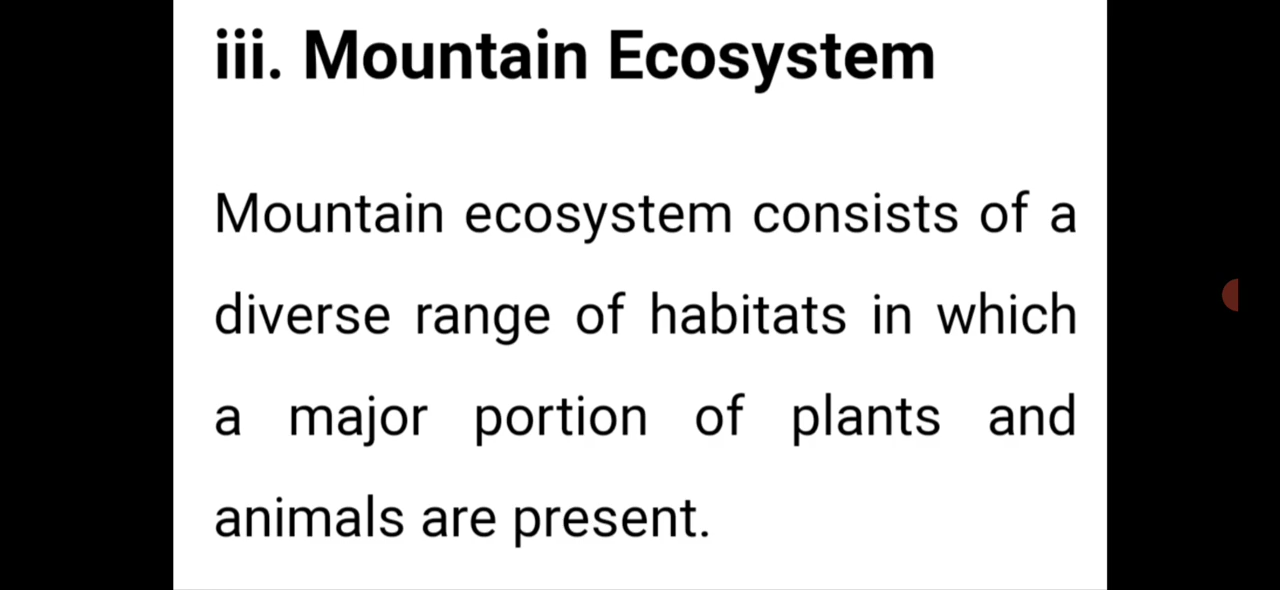 iii. Mountain Ecosystem
Mountain ecosystem consists of a
diverse range of habitats in which
a major portion of plants and
animals are present.